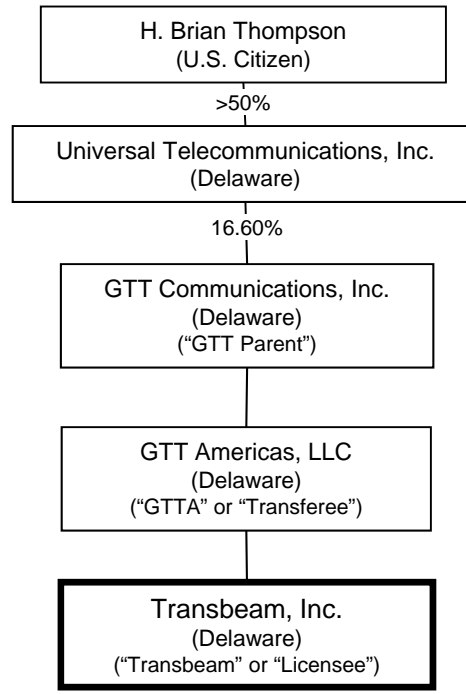 H. Brian Thompson
(U.S. Citizen)
>50%
Universal Telecommunications, Inc.
(Delaware)
16.60%
GTT Communications, Inc.
(Delaware)
(“GTT Parent”)
GTT Americas, LLC
(Delaware)
(“GTTA” or “Transferee”)
Transbeam, Inc.
(Delaware)
(“Transbeam” or “Licensee”)